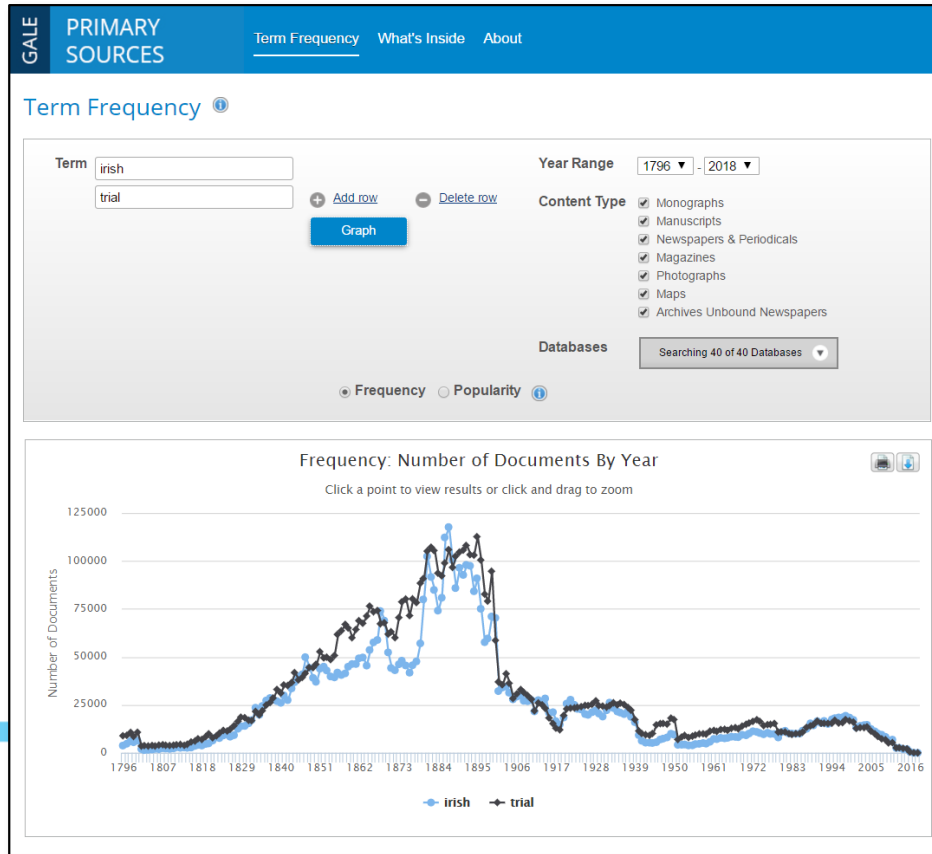 GALE
PRIMARY
SOURCES
Term Frequency What's Inside About
Term Frequency
Term irish
trial
Add row Delete row
Graph
Year Range 1796 - 2018
Content Type Monographs
Manuscripts
Newspapers & Periodicals
Magazines
Photographs
Maps
Archives Unbound Newspapers
Databases Searching 40 of 40 Databases
Frequency Popularity
Frequency: Number of Documents By Year
Click a point to view results or click and drag to zoom
Number of Documents
125000
100000
75000
50000
25000
0
1796 1807 1818 1829 1840 1851 1862 1873 1884 1895 1906 1917 1928 1939 1950 1961 1972 1983 1994 2005 2016
irish trial